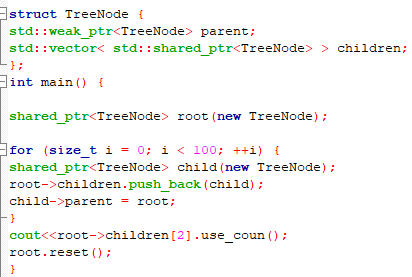 struct TreeNode {
std::weak_ptr<TreeNode> parent;
std::vector< std::shared_ptr<TreeNode> > children;
};
int main() {
shared_ptr<TreeNode> root(new TreeNode);
for (size_t i = 0; i < 100; ++i) {
shared_ptr<TreeNode> child(new TreeNode);
root->children.push_back(child);
child->parent = root;
}
cout<<root->children[2].use_coun();
root.reset();
}